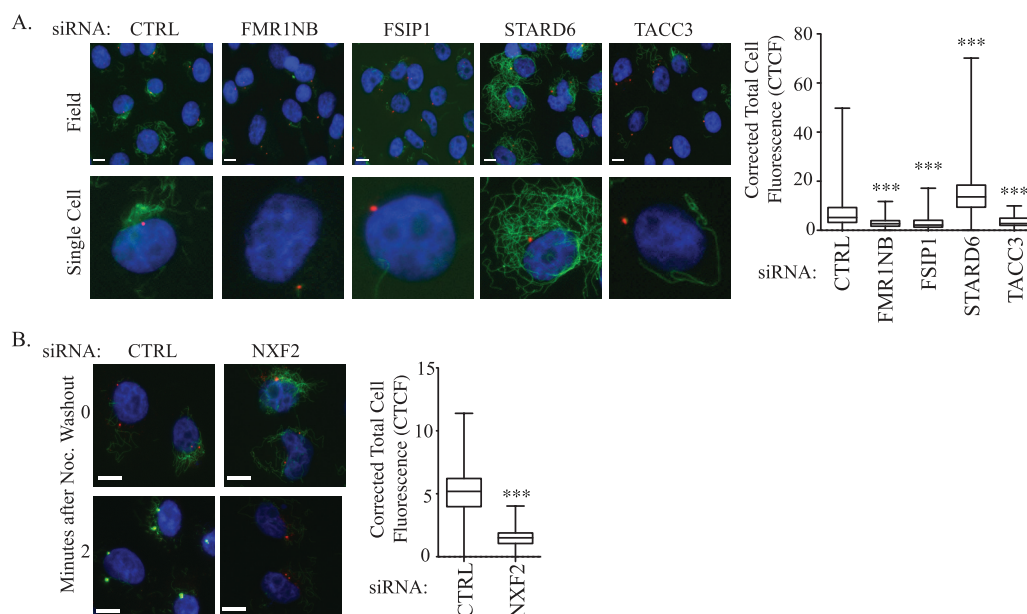 A.
siRNA: CTRL FMR1NB FSIP1 STARD6 TACC3
Field
Single Cell
Corrected Total Cell
Fluorescence (CTCF)
80
60
40
20
0
***
***
***
***
siRNA:
CTRL
FMR1NB
FSIP1
STARD6
TACC3
B.
siRNA: CTRL NXF2
Minutes after Noc. Washout
0
2
Corrected Total Cell
Fluorescence (CTCF)
15
10
5
0
***
siRNA:
CTRL
NXF2